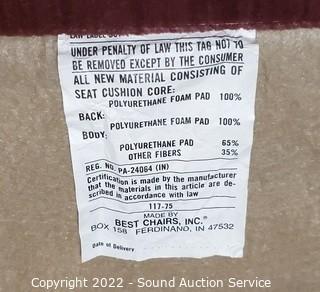 UNDER PENALTY OF LAW THIS TAG NOT TO
BE REMOVED EXCEPT BY THE CONSUMER
ALL NEW MATERIAL CONSISTING OF
SEAT CUSHION CORE:
POLYURETHANE FOAM PAD 100%
BACK:
POLYURETHANE FOAM PAD 100%
BODY:
POLYURETHANE PAD 65%
OTHER FIBERS 35%
REG. NO. PA-24064 (IN)
Certification is made by the manufacturer
that the materials in this article are de-
scribed in accordance with law.
117-75
MADE BY
BEST CHAIRS, INC.®
BOX 158 FERDINAND, IN 47532
Date of Delivery
Copyright © 2022 - Sound Auction Service